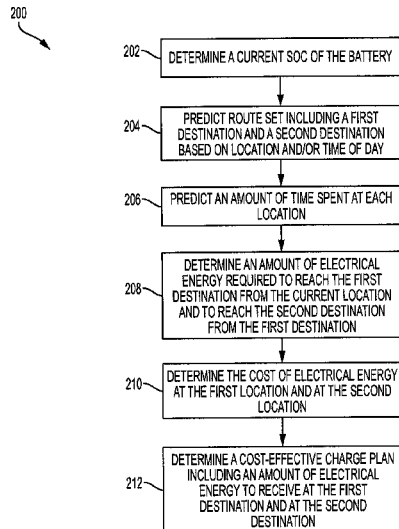 200
202
DETERMINE A CURRENT SOC OF THE BATTERY
204
PREDICT ROUTE SET INCLUDING A FIRST
DESTINATION AND A SECOND DESTINATION
BASED ON LOCATION AND/OR TIME OF DAY
206
PREDICT AN AMOUNT OF TIME SPENT AT EACH
LOCATION
208
DETERMINE AN AMOUNT OF ELECTRICAL
ENERGY REQUIRED TO REACH THE FIRST
DESTINATION FROM THE CURRENT LOCATION
AND TO REACH THE SECOND DESTINATION
FROM THE FIRST DESTINATION
210
DETERMINE THE COST OF ELECTRICAL ENERGY
AT THE FIRST LOCATION AND AT THE SECOND
LOCATION
212
DETERMINE A COST-EFFECTIVE CHARGE PLAN
INCLUDING AN AMOUNT OF ELECTRICAL
ENERGY TO RECEIVE AT THE FIRST
DESTINATION AND AT THE SECOND
DESTINATION